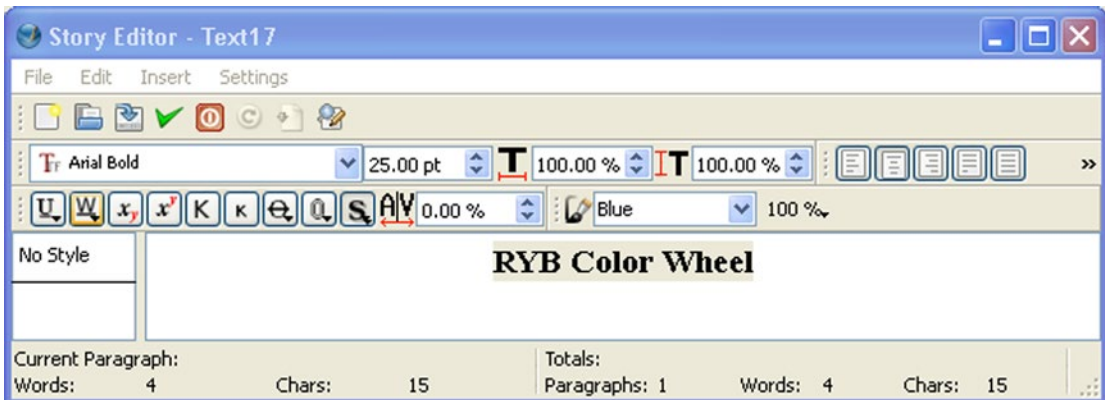 Story Editor - Text17
File Edit Insert Settings
Arial Bold 25.00 pt 100.00 % 100.00 % »
0.00 % Blue 100 %
No Style
RYB Color Wheel
Current Paragraph: Totals:
Words: 4 Chars: 15 Paragraphs: 1 Words: 4 Chars: 15